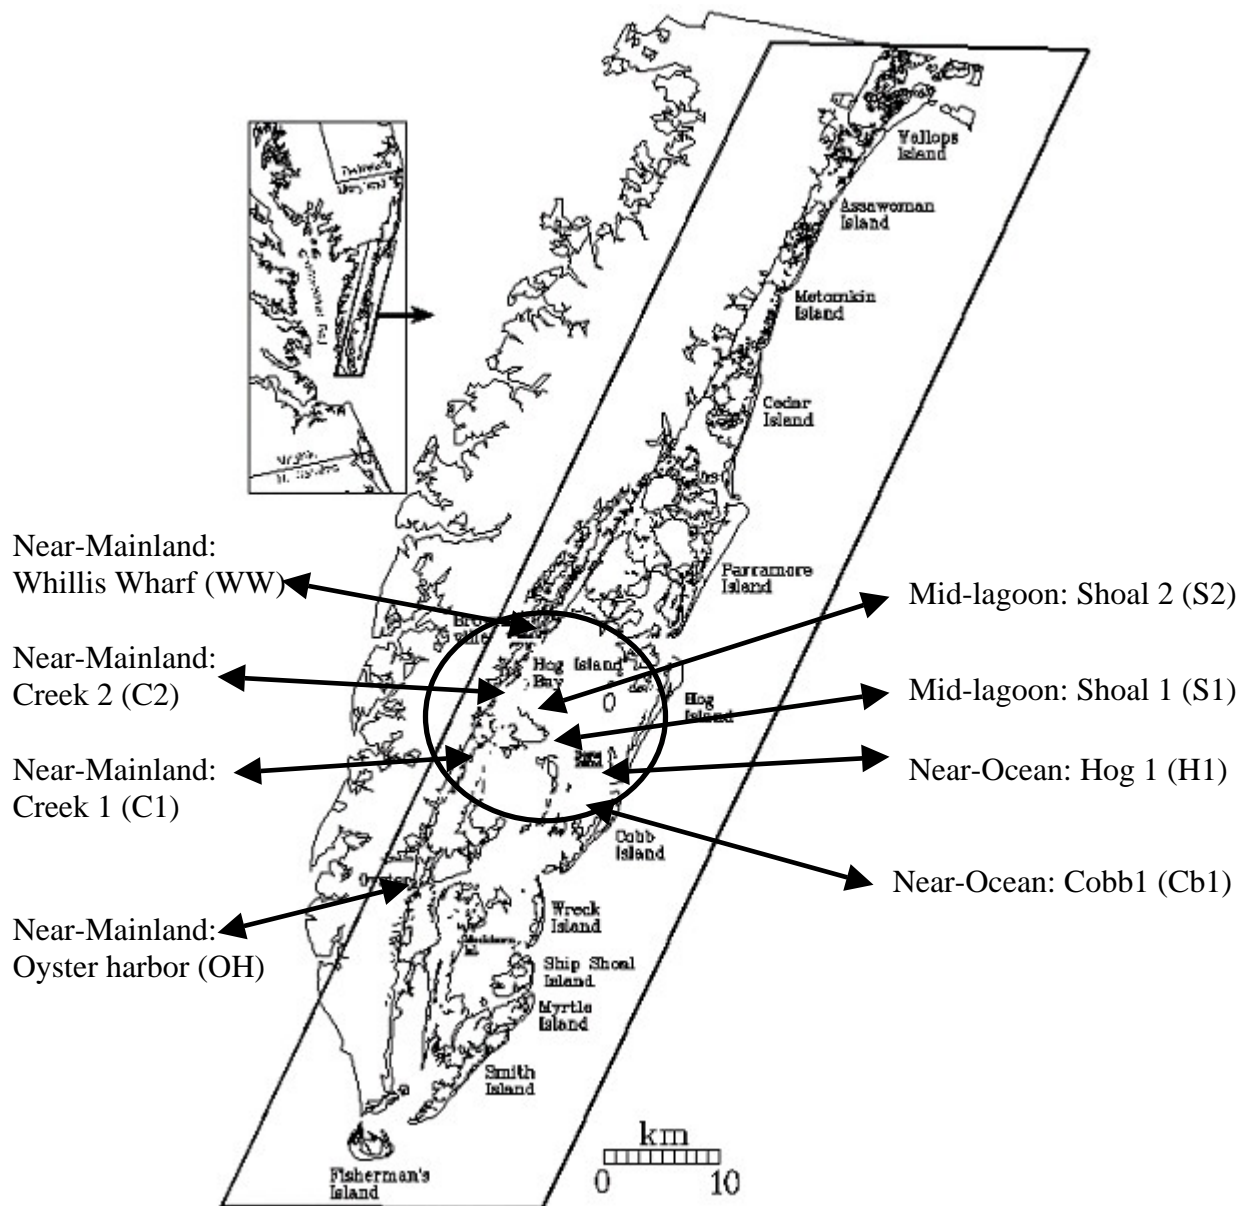 Wallops
Island
Assawoman
Island
Metomkin
Island
Cedar
Island
Parramore
Island
Near-Mainland:
Whillis Wharf (WW)
Near-Mainland:
Creek 2 (C2)
Near-Mainland:
Creek 1 (C1)
Near-Mainland:
Oyster harbor (OH)
Mid-lagoon: Shoal 2 (S2)
Mid-lagoon: Shoal 1 (S1)
Near-Ocean: Hog 1 (H1)
Near-Ocean: Cobb1 (Cb1)
Hog Island
Bay
Hog
Island
Cobb
Island
Oyster
Wreck
Island
Ship Shoal
Island
Myrtle
Island
Smith
Island
Fisherman's
Island
km
0 10